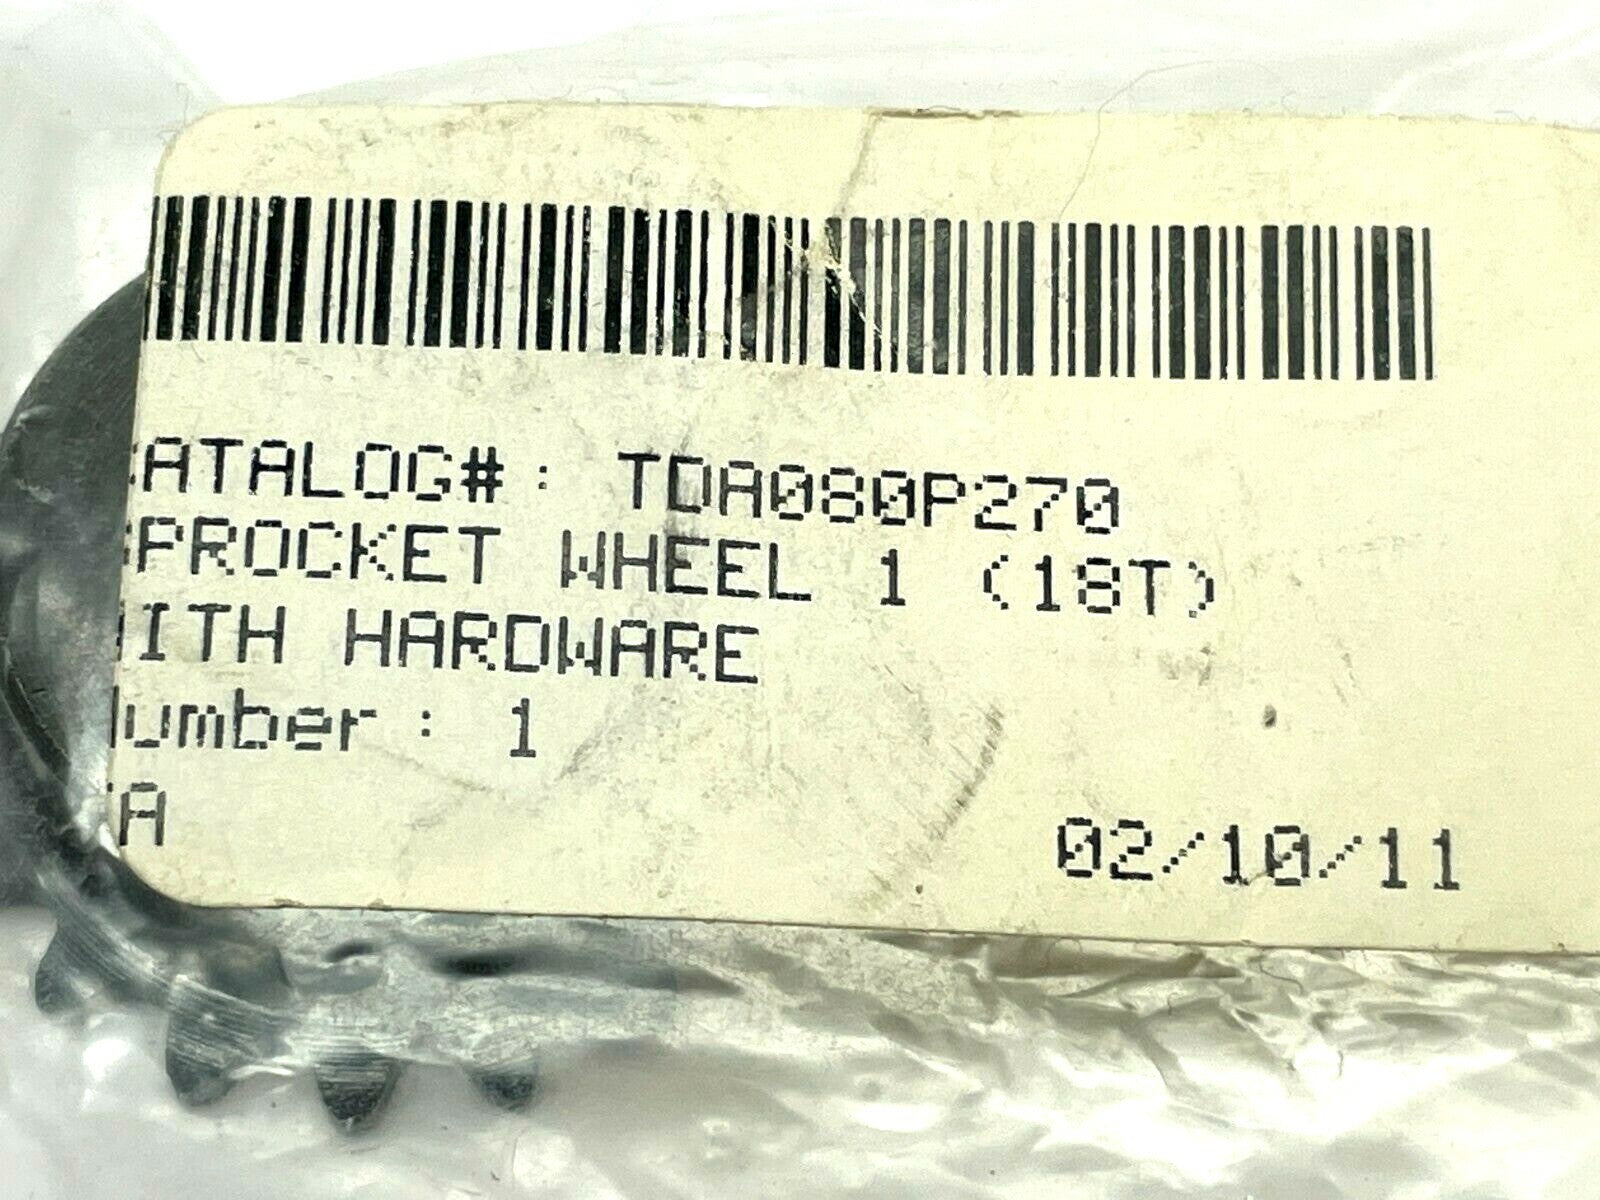 CATALOG#: TDA080P270
SPROCKET WHEEL 1 (18T)
WITH HARDWARE
Number: 1
02/10/11